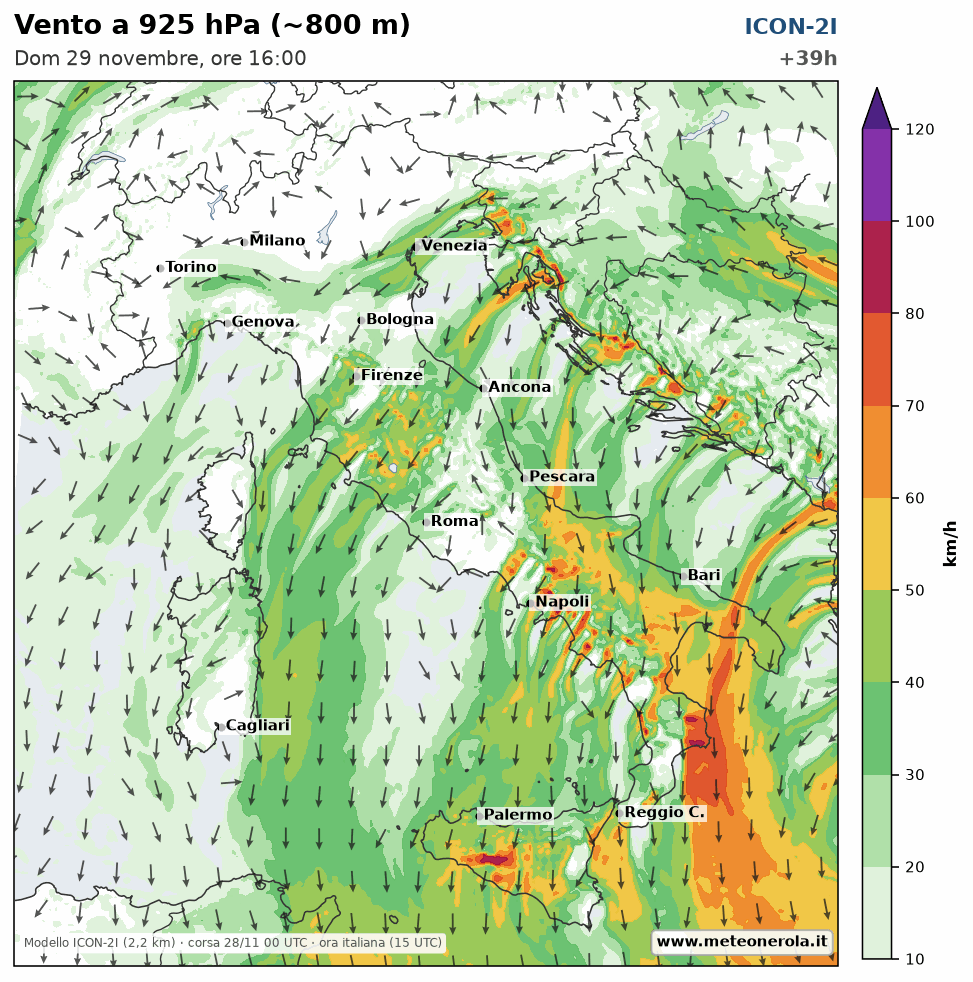 Vento a 925 hPa (~800 m)
ICON-2I
Dom 29 novembre, ore 16:00
+39h
Milano
Venezia
Torino
Genova
Bologna
Firenze
Ancona
Pescara
Roma
Bari
Napoli
Cagliari
Palermo
Reggio C.
Modello ICON-2I (2,2 km) · corsa 28/11 00 UTC · ora italiana (15 UTC)
www.meteonerola.it
120
100
80
70
60
50
40
30
20
10
km/h